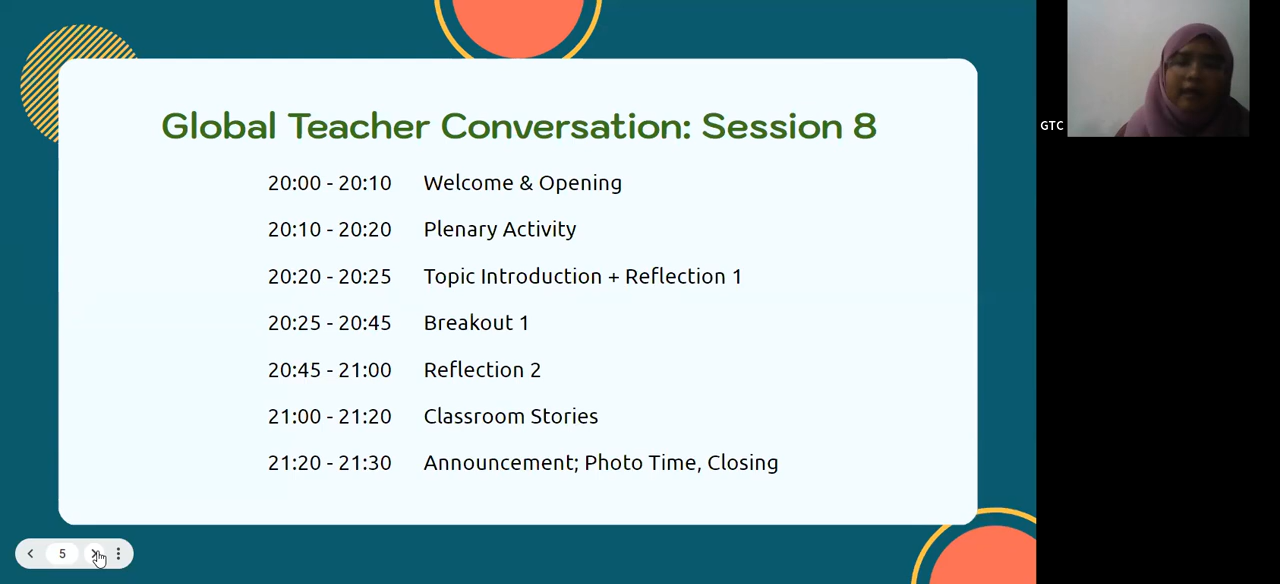 Global Teacher Conversation: Session 8
20:00 - 20:10 Welcome & Opening
20:10 - 20:20 Plenary Activity
20:20 - 20:25 Topic Introduction + Reflection 1
20:25 - 20:45 Breakout 1
20:45 - 21:00 Reflection 2
21:00 - 21:20 Classroom Stories
21:20 - 21:30 Announcement; Photo Time, Closing
5
GTC